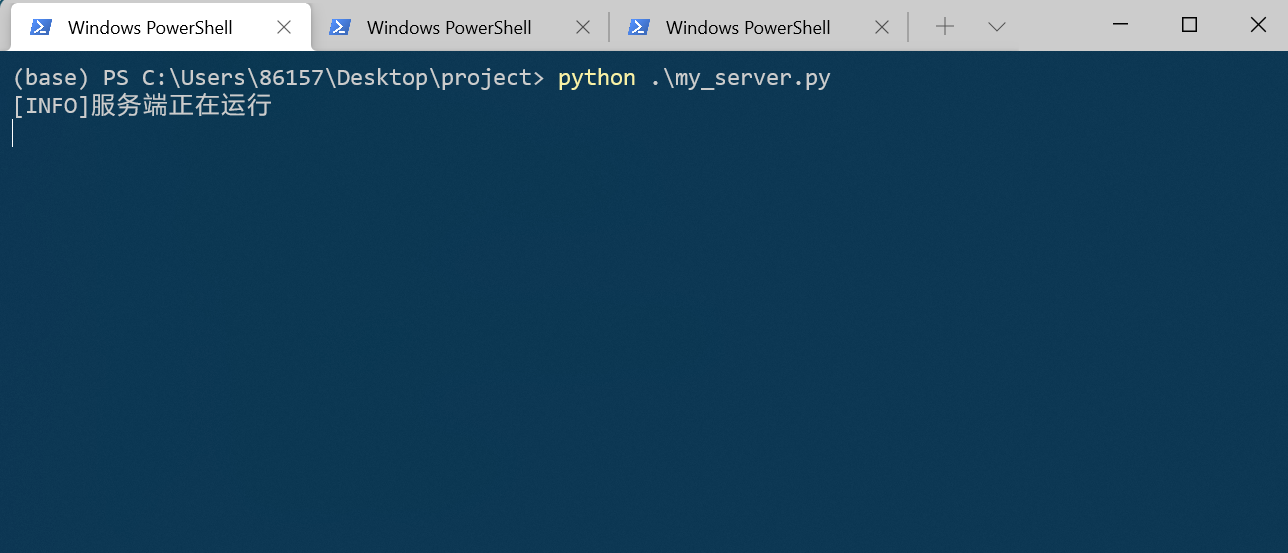 Windows PowerShell
Windows PowerShell
Windows PowerShell
(base) PS C:\Users\86157\Desktop\project> python .\my_server.py
[INFO]服务端正在运行